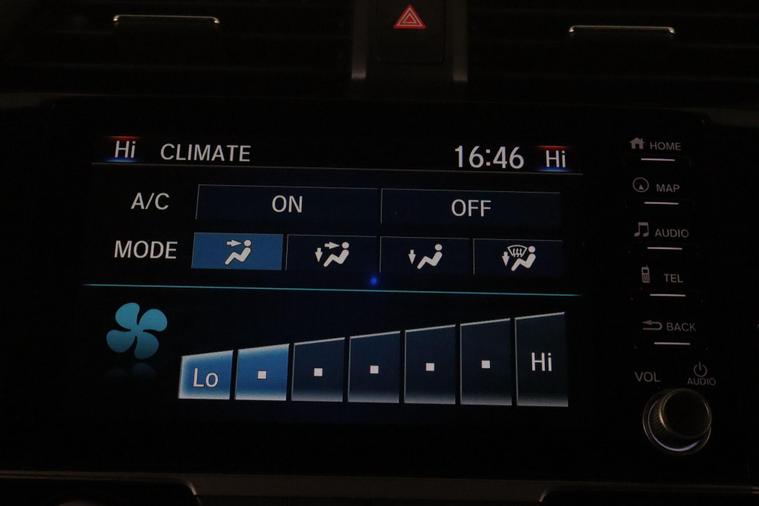 Hi CLIMATE 16:46 Hi
A/C ON OFF
MODE
Lo Hi
HOME
MAP
AUDIO
TEL
BACK
VOL AUDIO